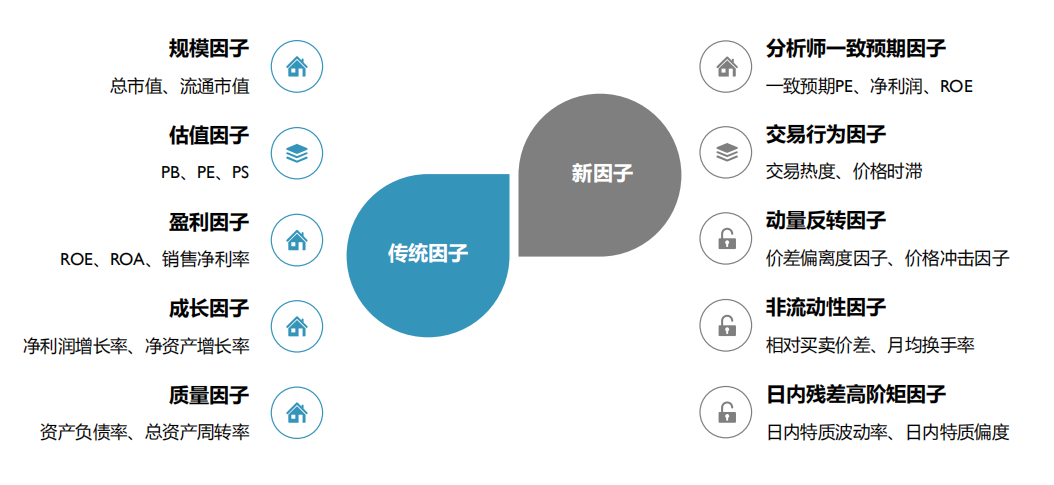 规模因子
总市值、流通市值
估值因子
PB、PE、PS
盈利因子
ROE、ROA、销售净利率
成长因子
净利润增长率、净资产增长率
质量因子
资产负债率、总资产周转率
传统因子
新因子
分析师一致预期因子
一致预期PE、净利润、ROE
交易行为因子
交易热度、价格时滞
动量反转因子
价差偏离度因子、价格冲击因子
非流动性因子
相对买卖价差、月均换手率
日内残差高阶矩因子
日内特质波动率、日内特质偏度